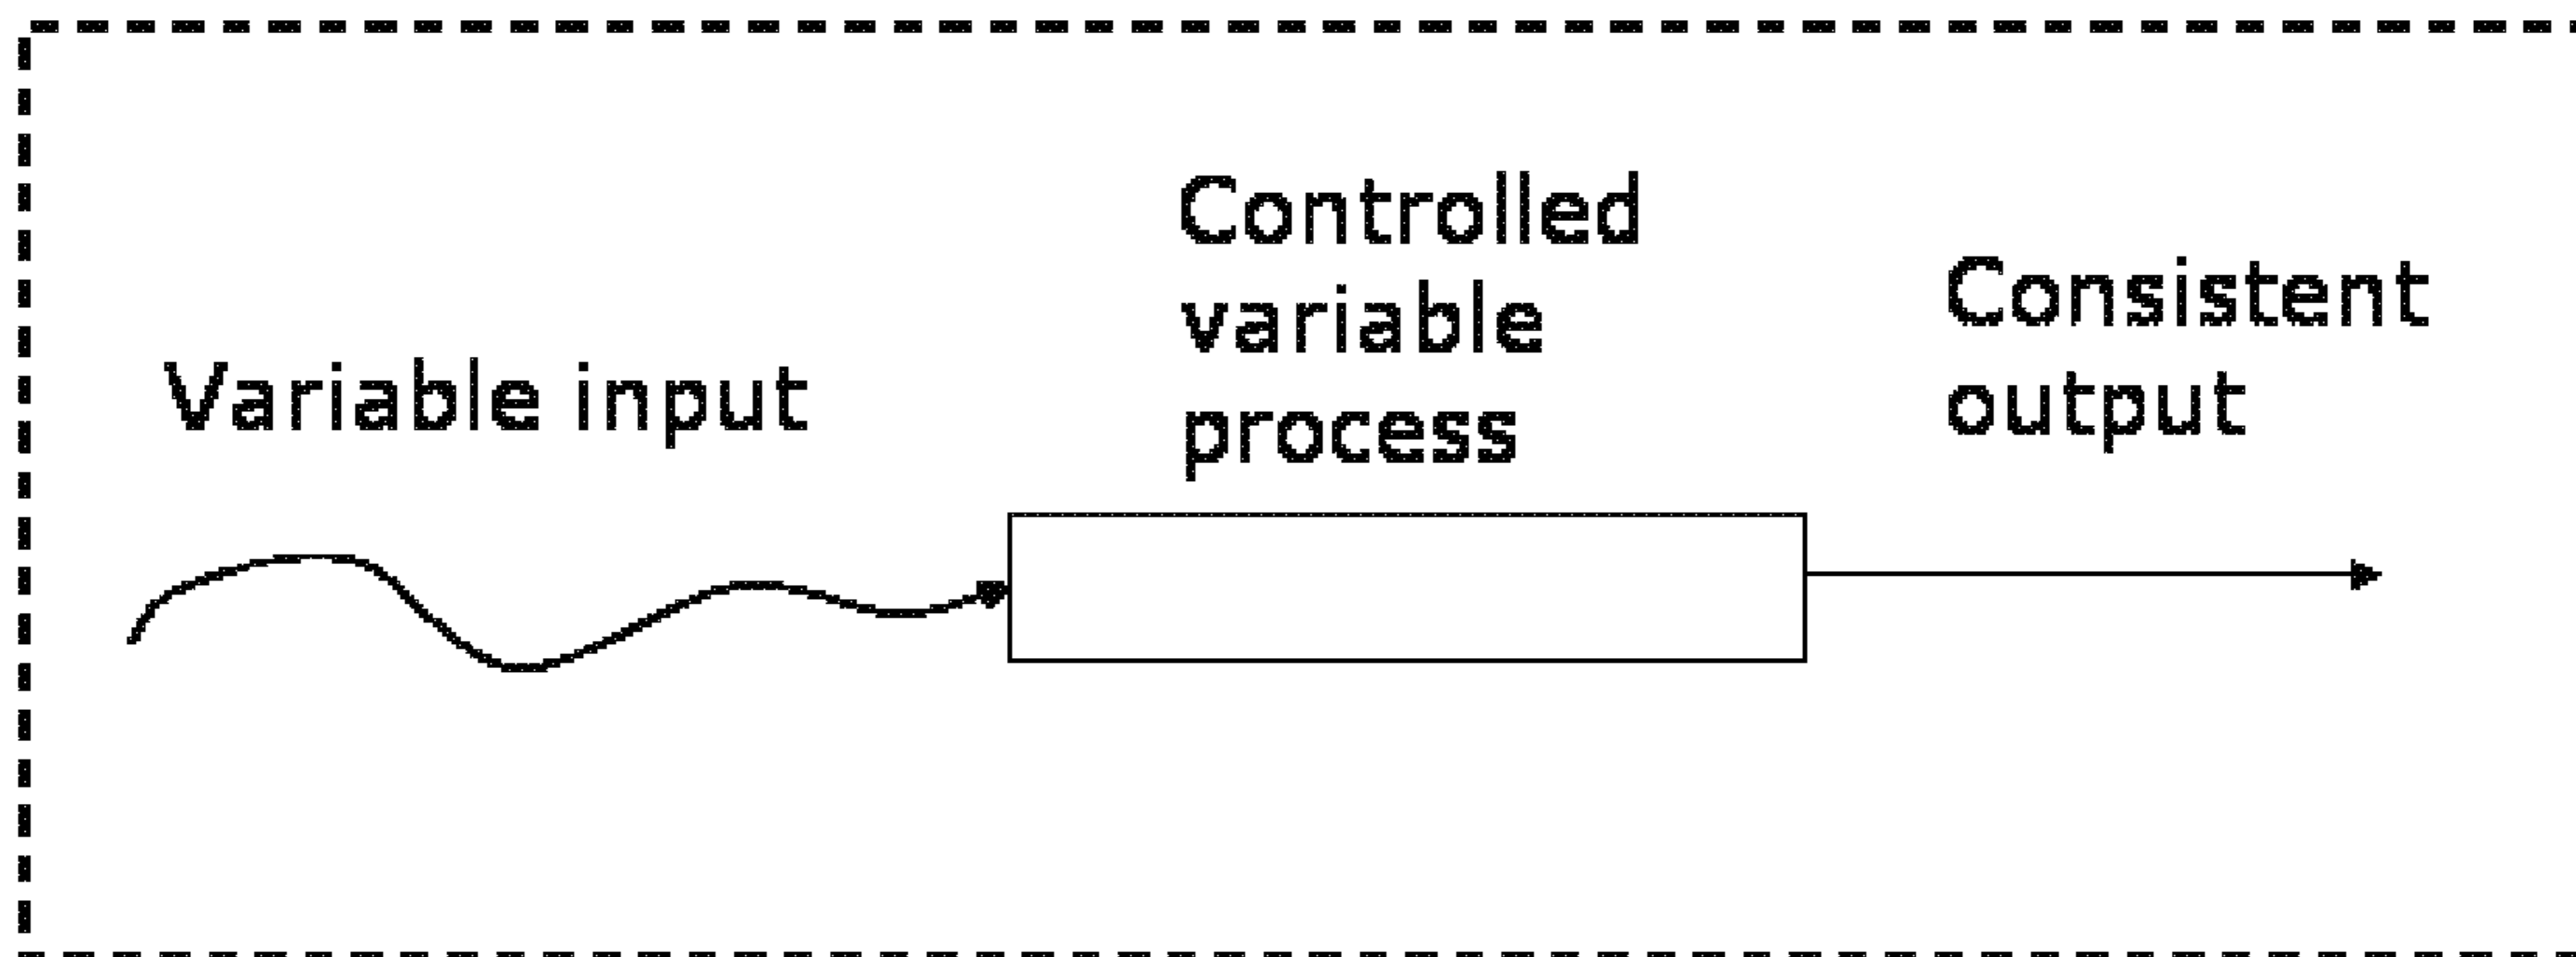 Variable input
Controlled
variable
process
Consistent
output